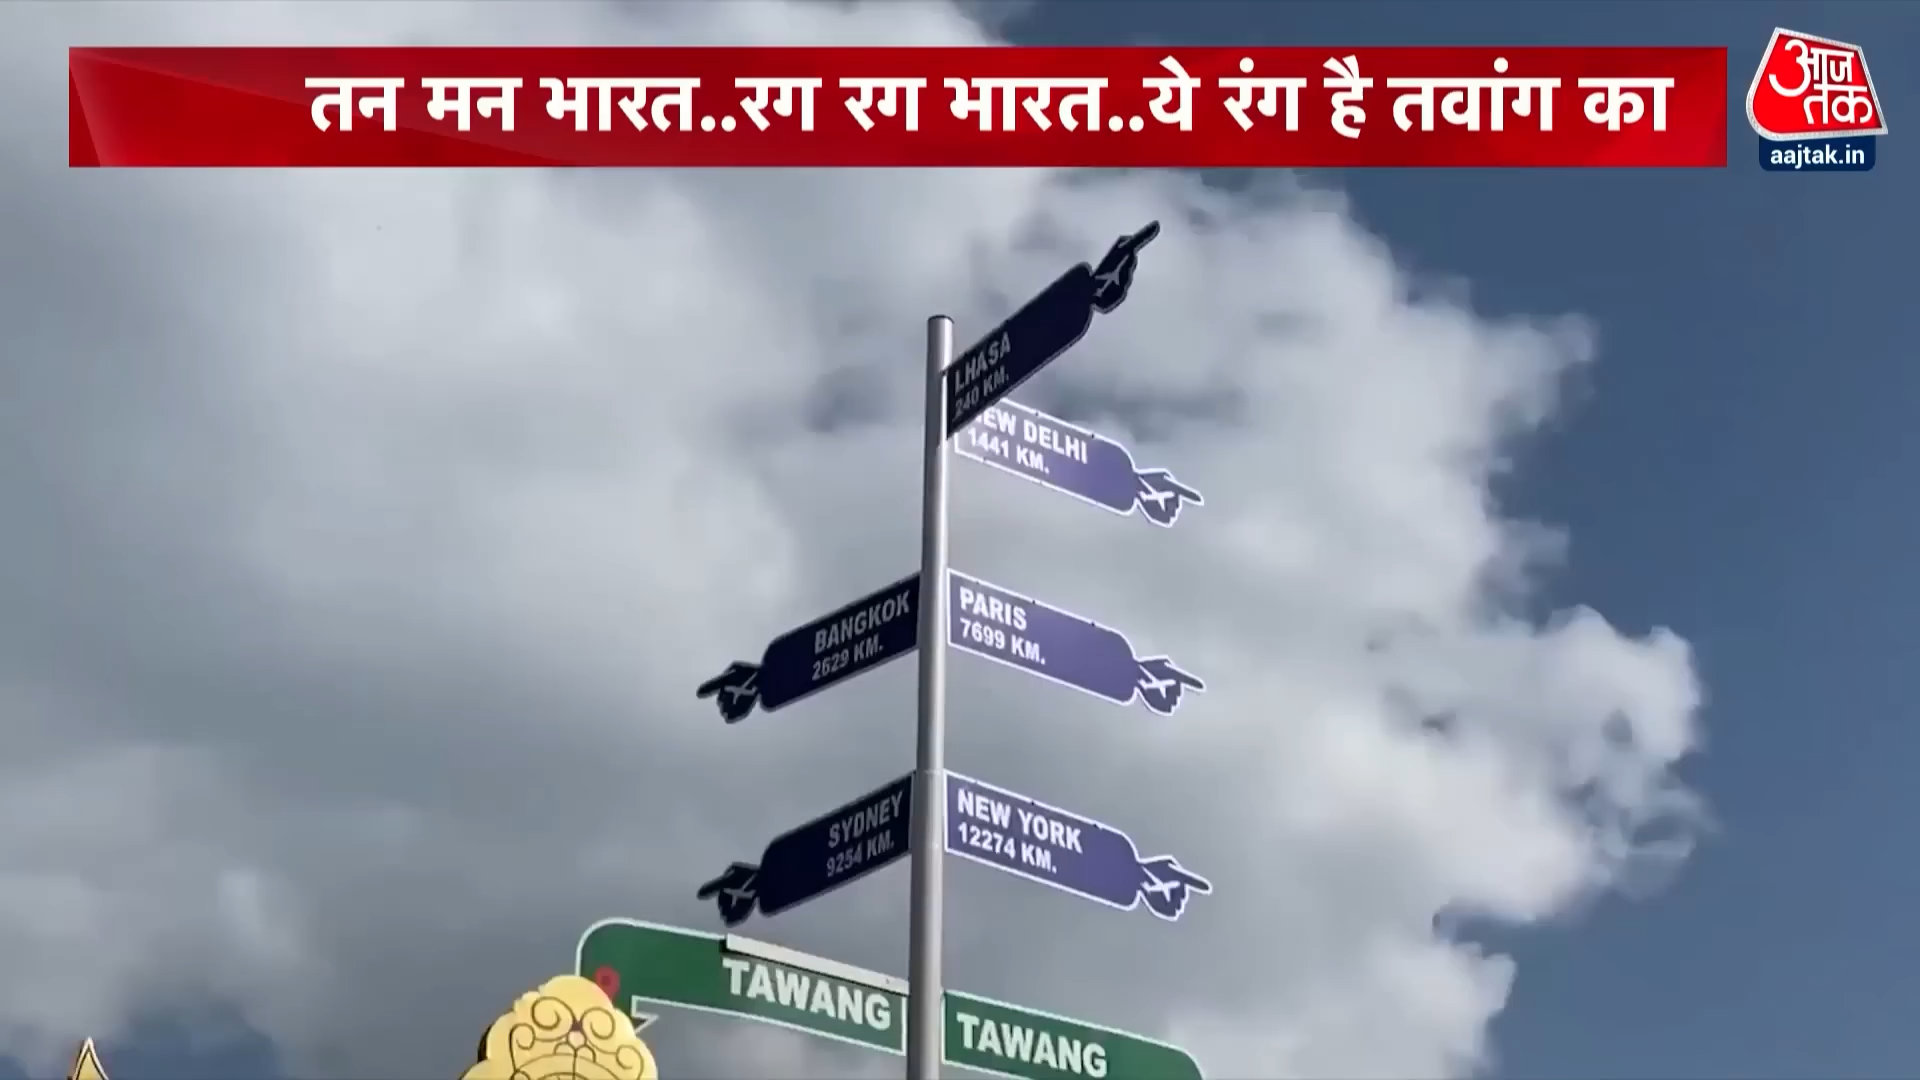 तन मन भारत..रग रग भारत..ये रंग है तवांग का
आज
तक
aajtak.in
LHASA
240 KM.
NEW DELHI
1441 KM.
BANGKOK
2629 KM.
PARIS
7699 KM.
SYDNEY
9254 KM.
NEW YORK
12274 KM.
TAWANG
TAWANG